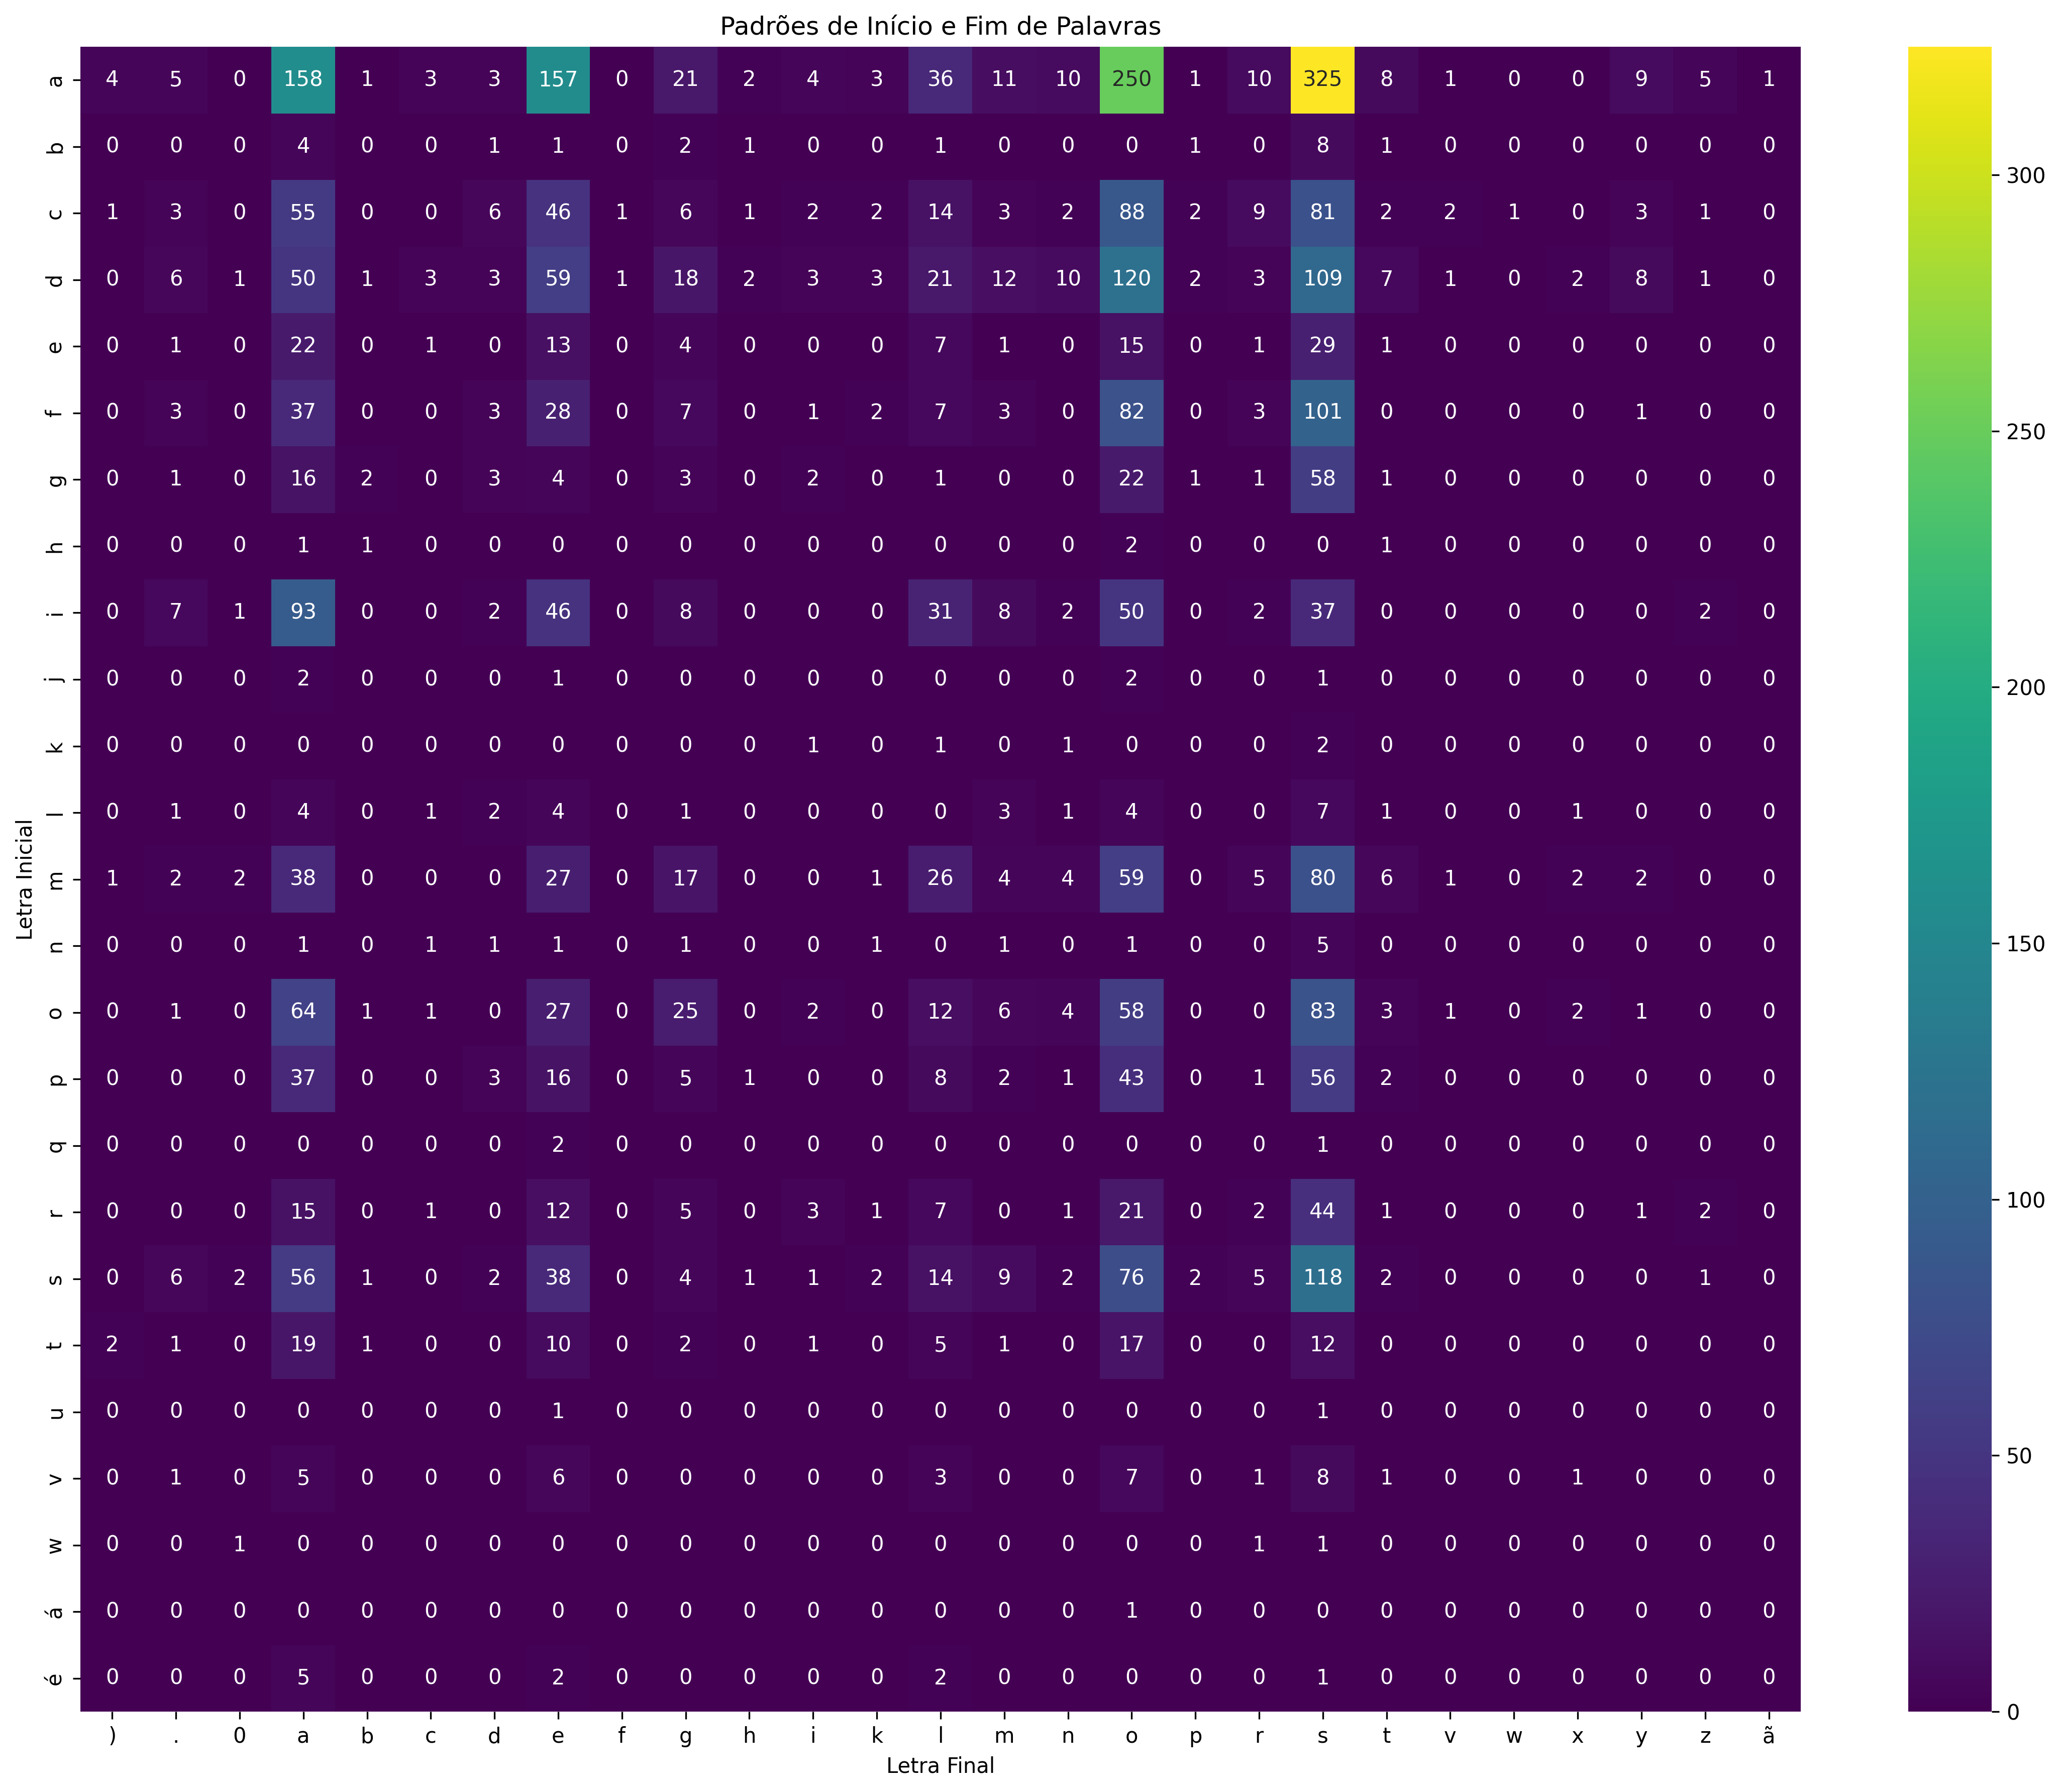 Padrões de Início e Fim de Palavras
a 4 5 0 158 1 3 3 157 0 21 2 4 3 36 11 10 250 1 10 325 8 1 0 0 9 5 1
b 0 0 0 4 0 0 1 1 0 2 1 0 0 1 0 0 0 1 0 8 1 0 0 0 0 0 0
c 1 3 0 55 0 0 6 46 1 6 1 2 2 14 3 2 88 2 9 81 2 2 1 0 3 1 0
d 0 6 1 50 1 3 3 59 1 18 2 3 3 21 12 10 120 2 3 109 7 1 0 2 8 1 0
e 0 1 0 22 0 1 0 13 0 4 0 0 0 7 1 0 15 0 1 29 1 0 0 0 0 0 0
f 0 3 0 37 0 0 3 28 0 7 0 1 2 7 3 0 82 0 3 101 0 0 0 0 1 0 0
g 0 1 0 16 2 0 3 4 0 3 0 2 0 1 0 0 22 1 1 58 1 0 0 0 0 0 0
h 0 0 0 1 1 0 0 0 0 0 0 0 0 0 0 0 2 0 0 0 1 0 0 0 0 0 0
i 0 7 1 93 0 0 2 46 0 8 0 0 0 31 8 2 50 0 2 37 0 0 0 0 0 2 0
j 0 0 0 2 0 0 0 1 0 0 0 0 0 0 0 0 2 0 0 1 0 0 0 0 0 0 0
k 0 0 0 0 0 0 0 0 0 0 0 1 0 1 0 1 0 0 0 2 0 0 0 0 0 0 0
l 0 1 0 4 0 1 2 4 0 1 0 0 0 0 3 1 4 0 0 7 1 0 0 1 0 0 0
m 1 2 2 38 0 0 0 27 0 17 0 0 1 26 4 4 59 0 5 80 6 1 0 2 2 0 0
n 0 0 0 1 0 1 1 1 0 1 0 0 1 0 1 0 1 0 0 5 0 0 0 0 0 0 0
o 0 1 0 64 1 1 0 27 0 25 0 2 0 12 6 4 58 0 0 83 3 1 0 2 1 0 0
p 0 0 0 37 0 0 3 16 0 5 1 0 0 8 2 1 43 0 1 56 2 0 0 0 0 0 0
q 0 0 0 0 0 0 0 2 0 0 0 0 0 0 0 0 0 0 0 1 0 0 0 0 0 0 0
r 0 0 0 15 0 1 0 12 0 5 0 3 1 7 0 1 21 0 2 44 1 0 0 0 1 2 0
s 0 6 2 56 1 0 2 38 0 4 1 1 2 14 9 2 76 2 5 118 2 0 0 0 0 1 0
t 2 1 0 19 1 0 0 10 0 2 0 1 0 5 1 0 17 0 0 12 0 0 0 0 0 0 0
u 0 0 0 0 0 0 0 1 0 0 0 0 0 0 0 0 0 0 0 1 0 0 0 0 0 0 0
v 0 1 0 5 0 0 0 6 0 0 0 0 0 3 0 0 7 0 1 8 1 0 0 1 0 0 0
w 0 0 1 0 0 0 0 0 0 0 0 0 0 0 0 0 0 0 1 1 0 0 0 0 0 0 0
á 0 0 0 0 0 0 0 0 0 0 0 0 0 0 0 0 1 0 0 0 0 0 0 0 0 0 0
é 0 0 0 5 0 0 0 2 0 0 0 0 0 2 0 0 0 0 0 1 0 0 0 0 0 0 0
) . 0 a b c d e f g h i k l m n o p r s t v w x y z ã
Letra Final
Letra Inicial
300
250
200
150
100
50
0